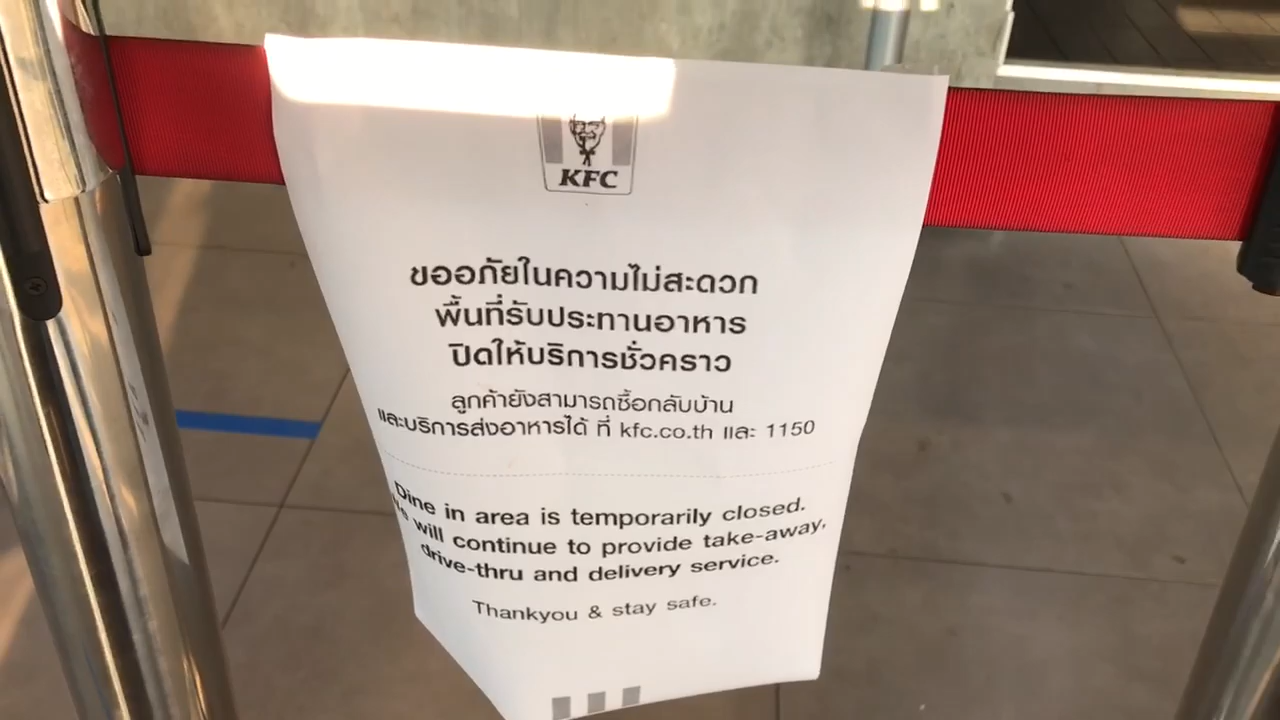 KFC
ขออภัยในความไม่สะดวก
พื้นที่รับประทานอาหาร
ปิดให้บริการชั่วคราว
ลูกค้ายังสามารถซื้อกลับบ้าน
และบริการส่งอาหารได้ ที่ kfc.co.th และ 1150
Dine in area is temporarily closed.
We will continue to provide take-away,
drive-thru and delivery service.
Thankyou & stay safe.